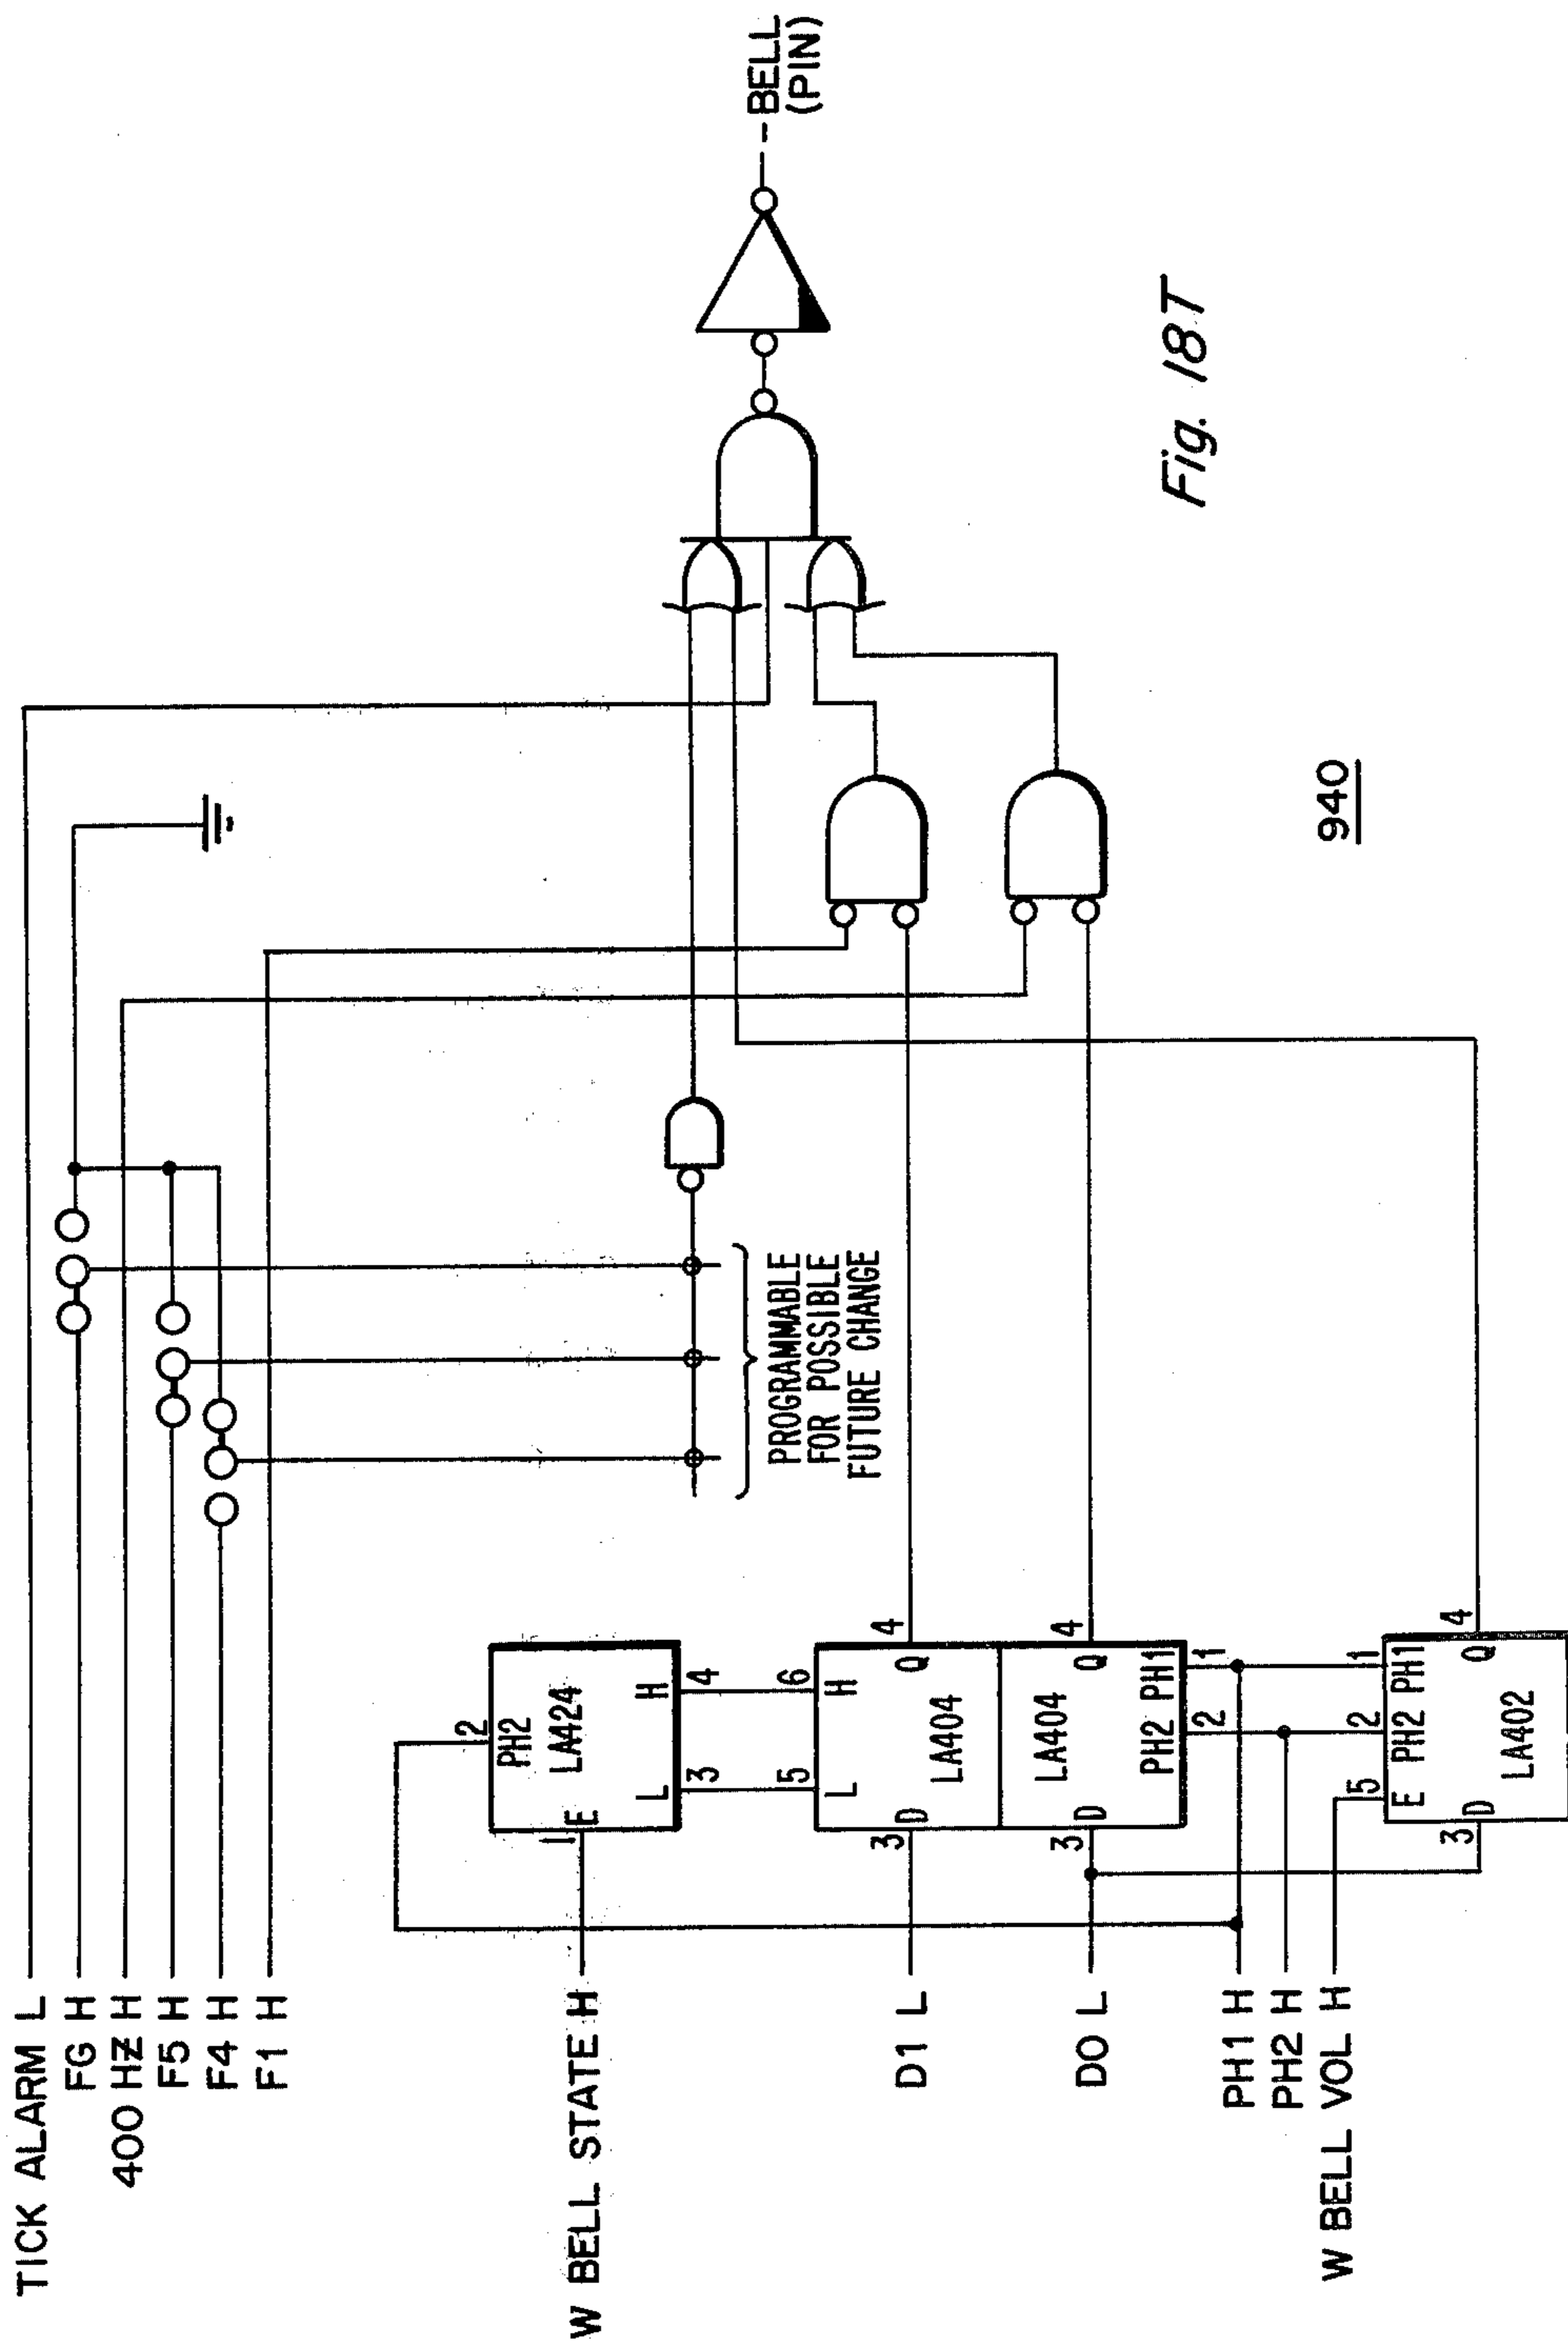 TICK ALARM L
FG H
400 HZ H
F5 H
F4 H
F1 H
W BELL STATE H
D1 L
D0 L
PH1 H
PH2 H
W BELL VOL H
2
PH2
LA424
1
E
L
H
3
4
5
6
L
H
3
D
LA404
Q
4
3
D
LA404
Q
4
PH2
PH1
2
1
5
2
1
E
PH2
PH1
3
D
LA402
Q
4
PROGRAMMABLE
FOR POSSIBLE
FUTURE CHANGE
BELL
(PIN)
940
Fig. 18T